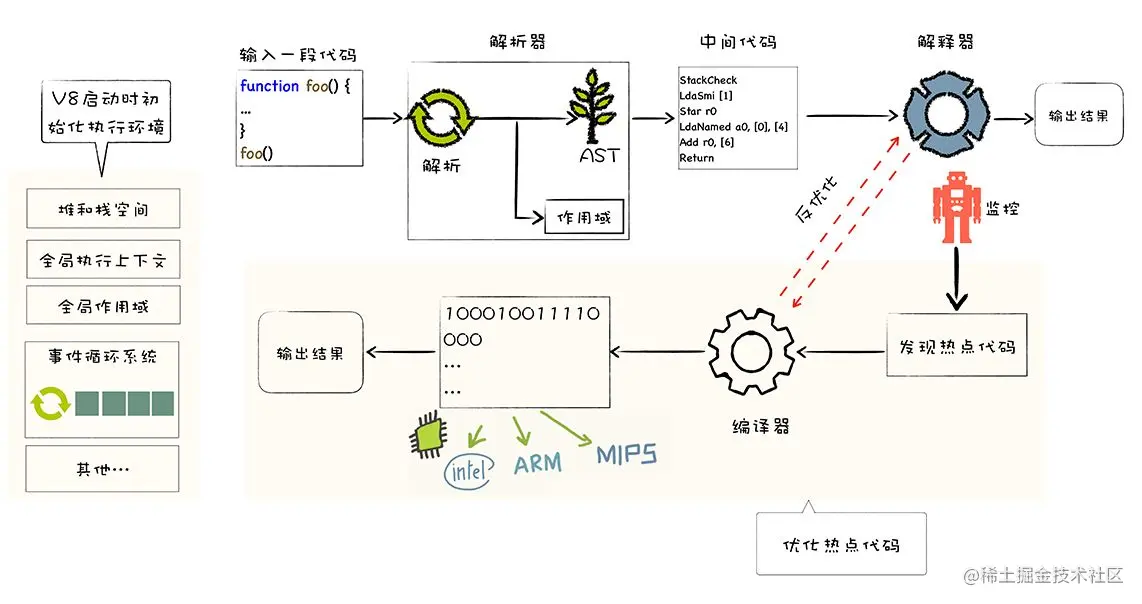 V8启动时初
始化执行环境
堆和栈空间
全局执行上下文
全局作用域
事件循环系统
其他…
输入一段代码
function foo() {
…
}
foo()
解析器
解析
AST
作用域
中间代码
StackCheck
LdaSmi [1]
Star r0
LdaNamed a0, [0], [4]
Add r0, [6]
Return
解释器
输出结果
反优化
监控
发现热点代码
编译器
10001001110
000
…
…
输出结果
intel
ARM
MIPS
优化热点代码
@稀土掘金技术社区